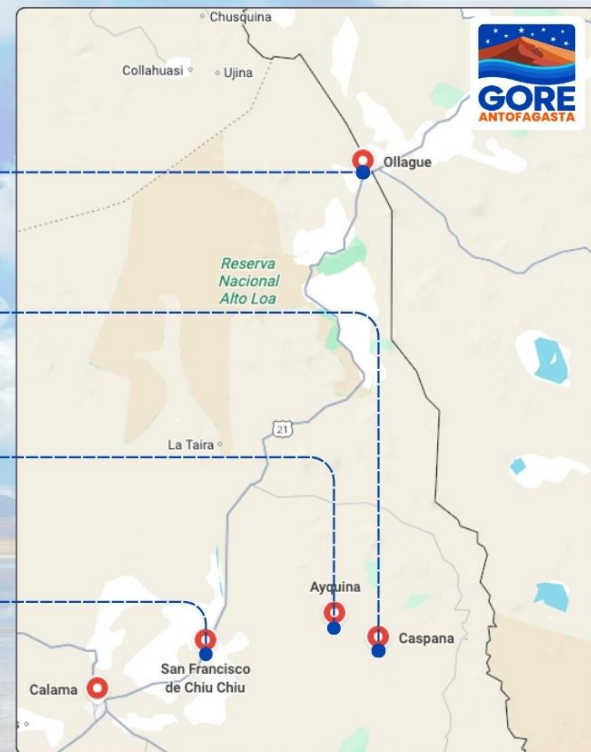 Chusquina
Collahuasi
Ujina
GORE
ANTOFAGASTA
Ollague
Reserva
Nacional
Alto Loa
21
La Taira
Ayquina
Caspana
San Francisco
de Chiu Chiu
Calama